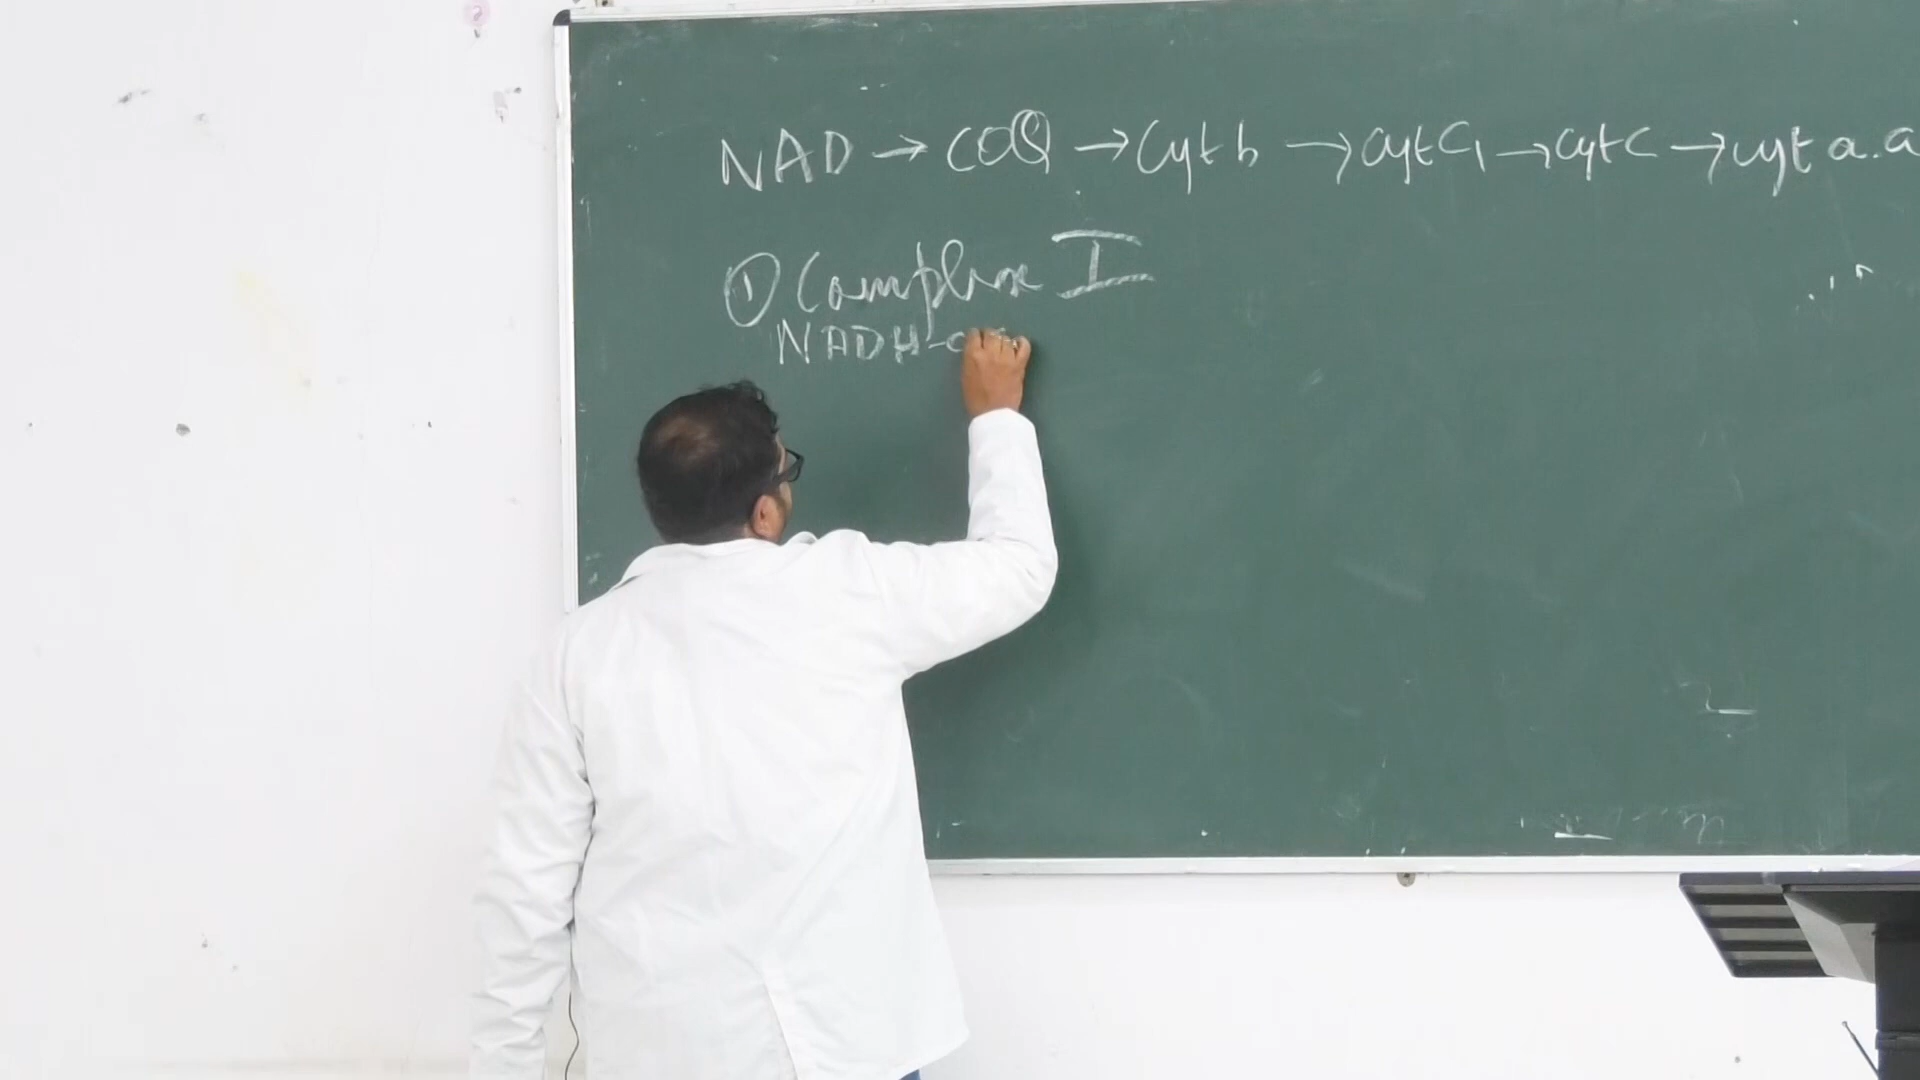 NAD → COQ → Cyt b → Cyt C₁ → Cyt C → Cyt a.a
① Complex I
NADH-